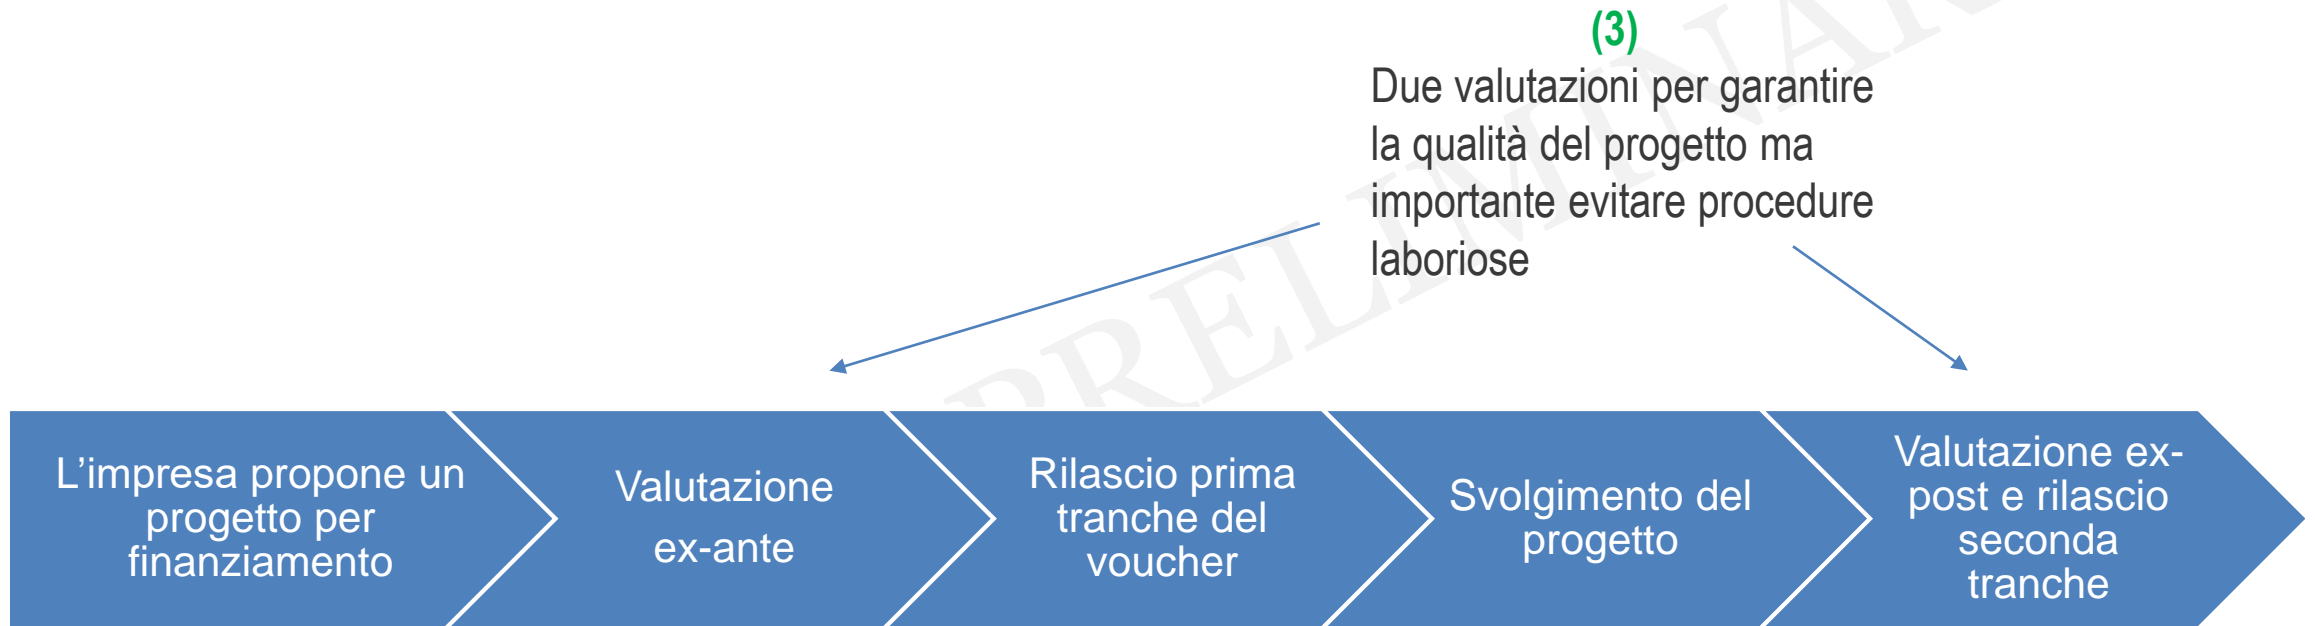 (3)
Due valutazioni per garantire
la qualità del progetto ma
importante evitare procedure
laboriose
PRELIMINAR
L’impresa propone un
progetto per
finanziamento
Valutazione
ex-ante
Rilascio prima
tranche del
voucher
Svolgimento del
progetto
Valutazione ex-
post e rilascio
seconda
tranche